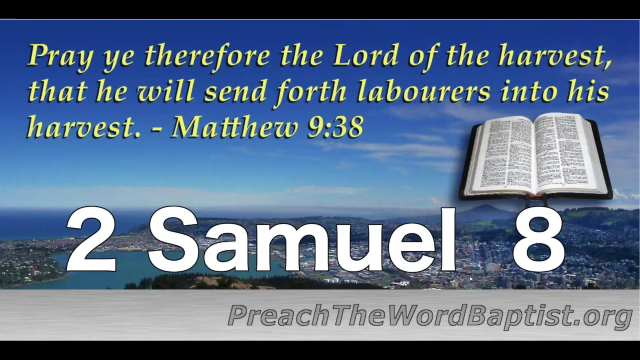 Pray ye therefore the Lord of the harvest,
that he will send forth labourers into his
harvest. - Matthew 9:38
2 Samuel 8
PreachTheWordBaptist.org